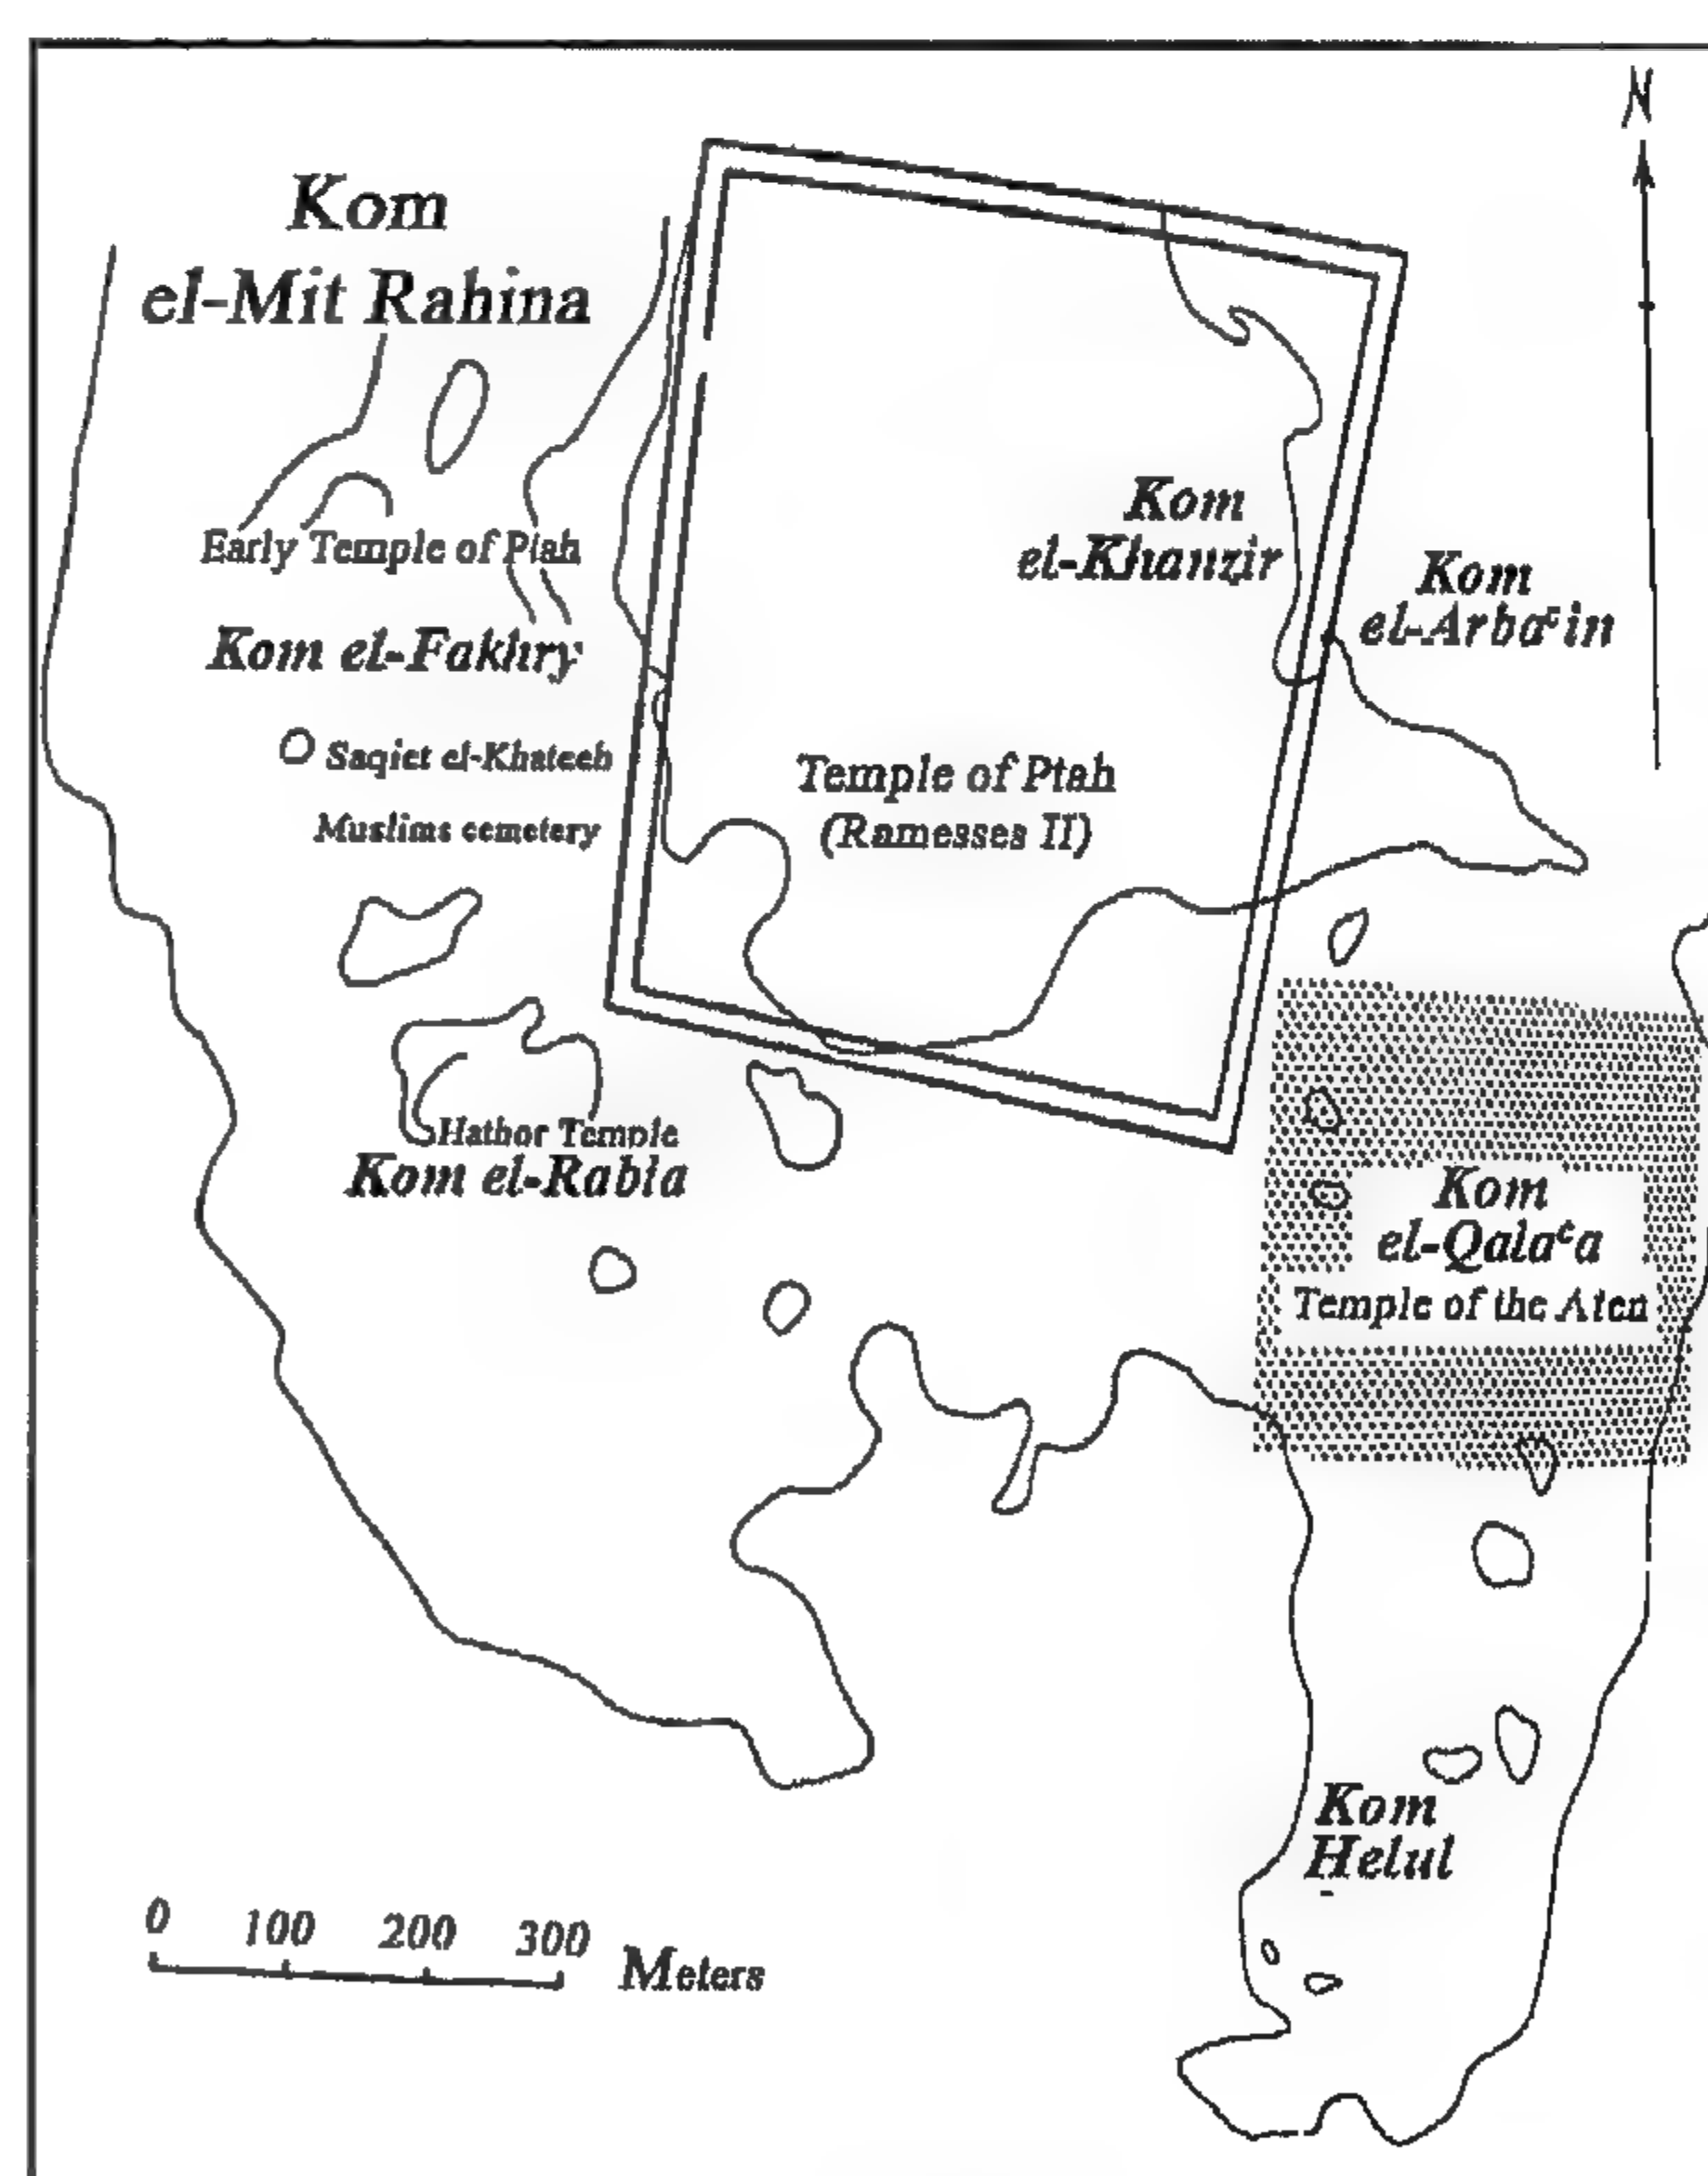 N
Kom
el-Mit Rahina
Early Temple of Ptah
Kom el-Fakhry
Saqiet el-Khateeb
Muslims cemetery
Kom
el-Khanzir
Kom
el-Arbaʿin
Temple of Ptah
(Ramesses II)
Hathor Temple
Kom el-Rabia
Kom
el-Qalaʿa
Temple of the Aten
Kom
Helul
0 100 200 300 Meters